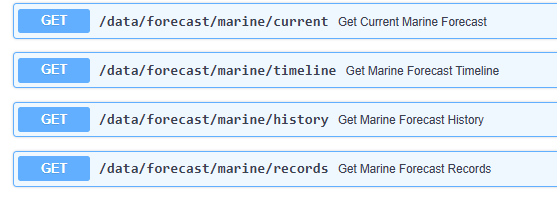 GET /data/forecast/marine/current Get Current Marine Forecast
GET /data/forecast/marine/timeline Get Marine Forecast Timeline
GET /data/forecast/marine/history Get Marine Forecast History
GET /data/forecast/marine/records Get Marine Forecast Records